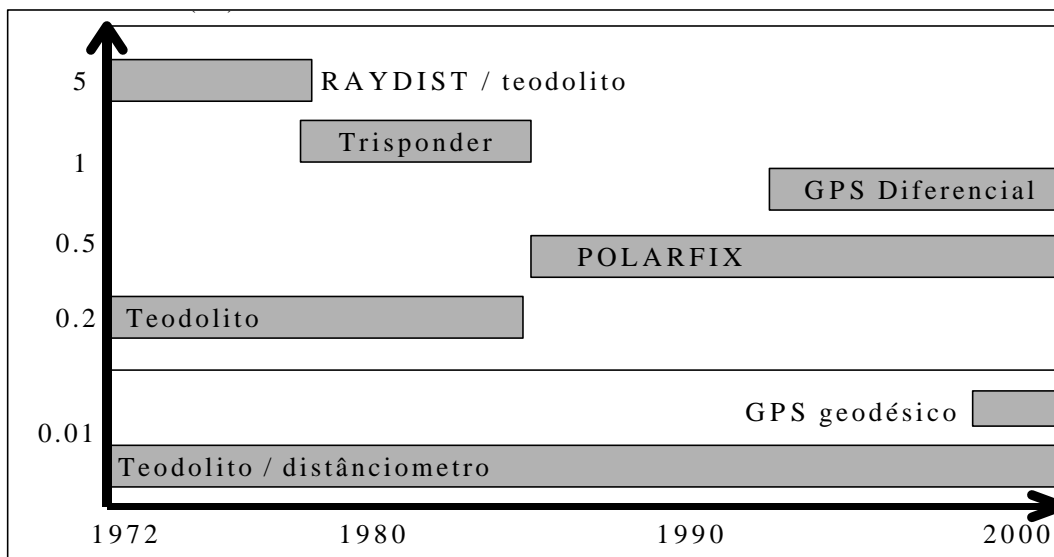 5
RAYDIST / teodolito
Trisponder
1
GPS Diferencial
0.5
POLARFIX
0.2
Teodolito
GPS geodésico
0.01
Teodolito / distânciometro
1972 1980 1990 2000